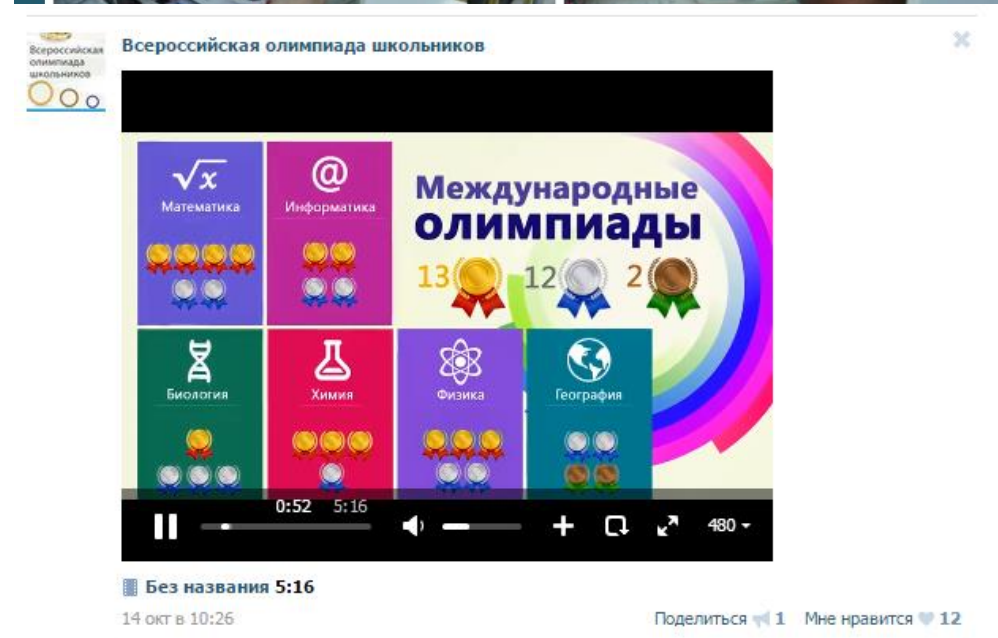 Всероссийская
олимпиада
школьников
Всероссийская олимпиада школьников
√x
Математика
@
Информатика
Международные
олимпиады
13 12 2
Биология
Химия
Физика
География
0:52 5:16
480
Без названия 5:16
14 окт в 10:26
Поделиться 1 Мне нравится 12